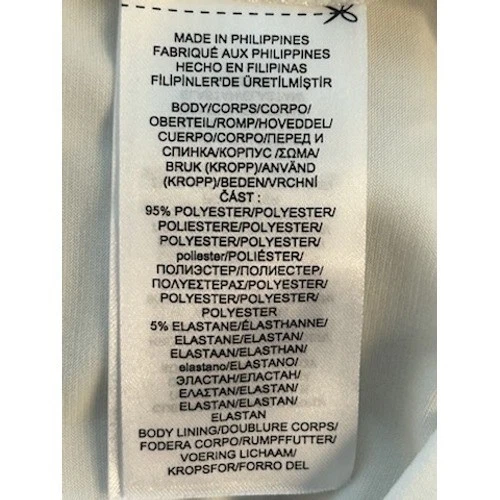 MADE IN PHILIPPINES
FABRIQUÉ AUX PHILIPPINES
HECHO EN FILIPINAS
FİLİPİNLER'DE ÜRETİLMİŞTİR
BODY/CORPS/CORPO/
OBERTEIL/ROMP/HOVEDDEL/
CUERPO/CORPO/ПЕРЕД И
СПИНКА/КОРПУС /ΣΩΜΑ/
BRUK (KROPP)/ANVÄND
(KROPP)/BEDEN/VRCHNÍ
ČÁST :
95% POLYESTER/POLYESTER/
POLIESTERE/POLYESTER/
POLYESTER/POLYESTER/
poliester/POLIÉSTER/
ПОЛИЭСТЕР/ПОЛИЕСТЕР/
ΠΟΛΥΕΣΤΕΡΑΣ/POLYESTER/
POLYESTER/POLYESTER/
POLYESTER
5% ELASTANE/ÉLASTHANNE/
ELASTANE/ELASTAN/
ELASTAAN/ELASTHAN/
elastano/ELASTANO/
ЭЛАСТАН/ЕЛАСТАН/
ΕΛΑΣΤΑΝ/ELASTAN/
ELASTAN/ELASTAN/
ELASTAN
BODY LINING/DOUBLURE CORPS/
FODERA CORPO/RUMPFFUTTER/
VOERING LICHAAM/
KROPSFOR/FORRO DEL